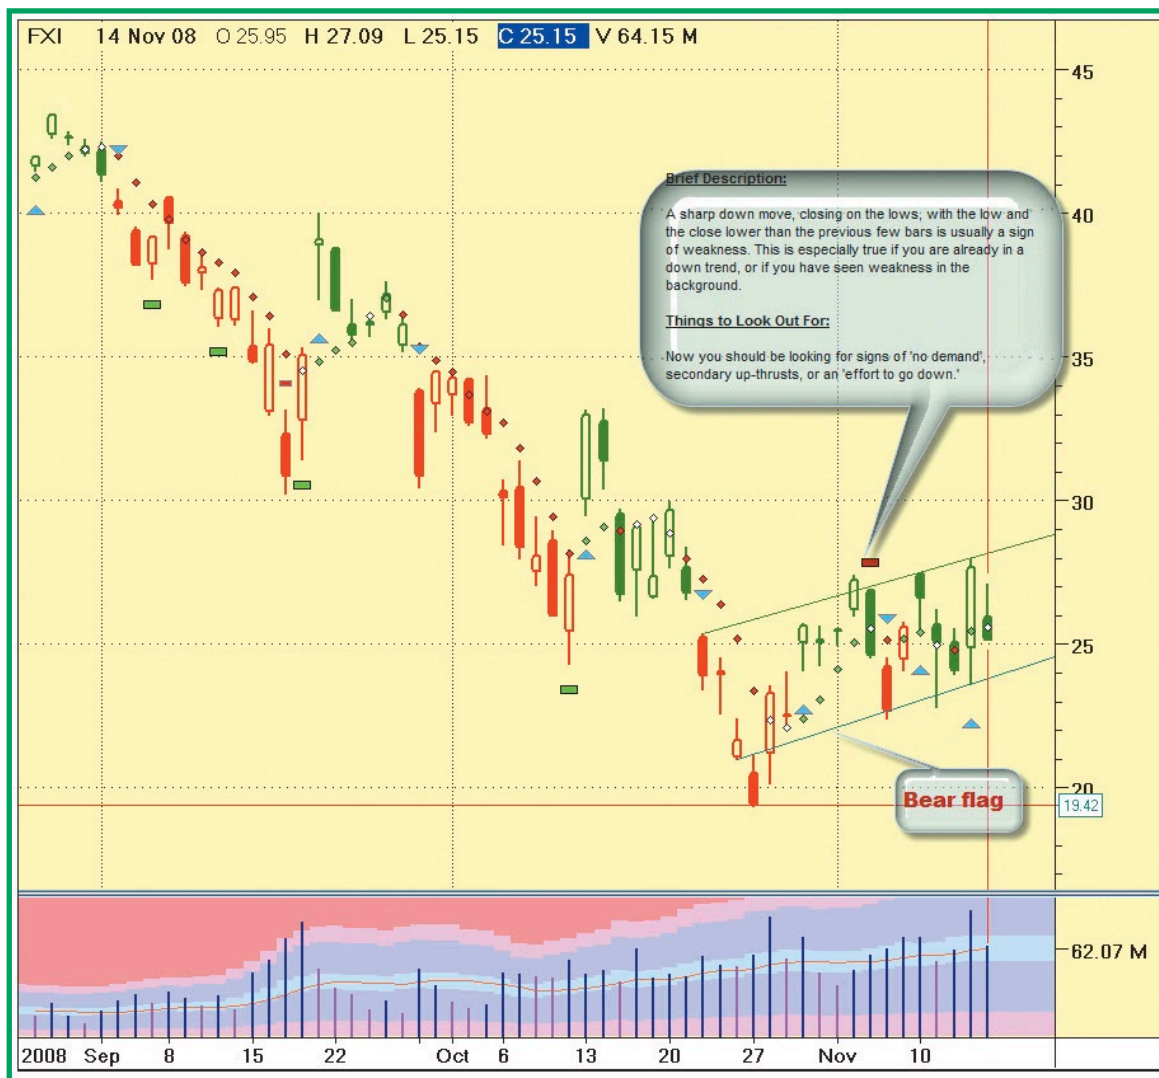 FXI 14 Nov 08 O 25.95 H 27.09 L 25.15 C 25.15 V 64.15 M
45
Brief Description:
40
A sharp down move, closing on the lows; with the low and
the close lower than the previous few bars is usually a sign
of weakness. This is especially true if you are already in a
down trend, or if you have seen weakness in the
background.
Things to Look Out For:
35
Now you should be looking for signs of 'no demand',
secondary up-thrusts, or an 'effort to go down.'
30
25
20
Bear flag
19.42
62.07 M
2008 Sep 8 15 22 Oct 6 13 20 27 Nov 10